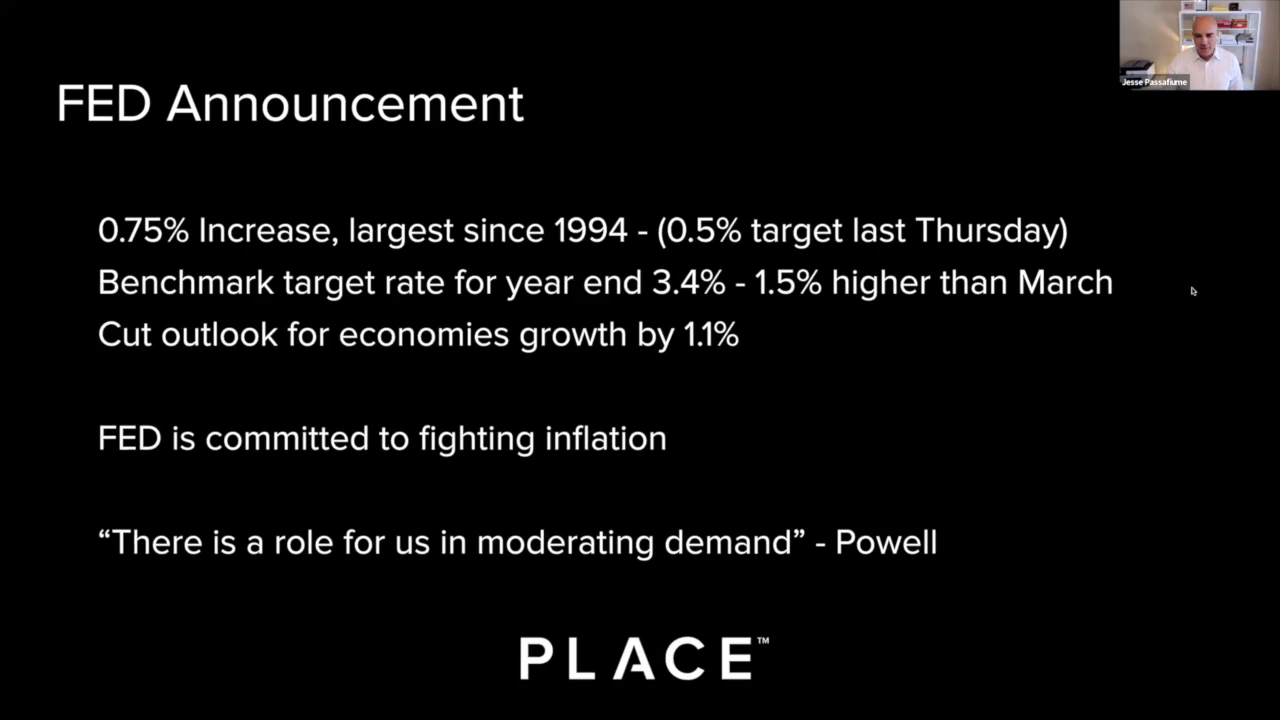 Jesse Passafiume
FED Announcement
0.75% Increase, largest since 1994 - (0.5% target last Thursday)
Benchmark target rate for year end 3.4% - 1.5% higher than March
Cut outlook for economies growth by 1.1%
FED is committed to fighting inflation
“There is a role for us in moderating demand” - Powell
PLACE™